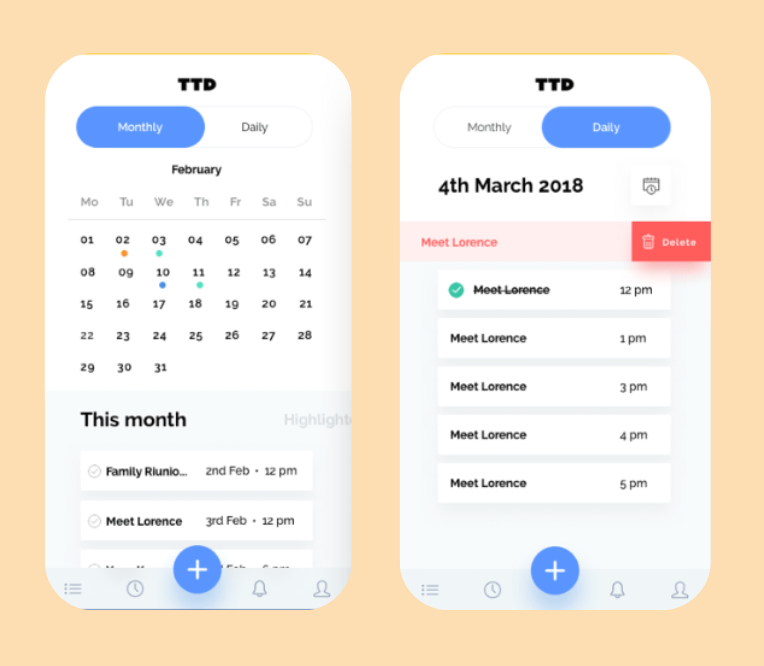 TTD
Monthly Daily
February
Mo Tu We Th Fr Sa Su
01 02 03 04 05 06 07
08 09 10 11 12 13 14
15 16 17 18 19 20 21
22 23 24 25 26 27 28
29 30 31
This month Highlight
Family Riunio... 2nd Feb • 12 pm
Meet Lorence 3rd Feb • 12 pm
TTD
Monthly Daily
4th March 2018
Meet Lorence Delete
Meet Lorence 12 pm
Meet Lorence 1 pm
Meet Lorence 3 pm
Meet Lorence 4 pm
Meet Lorence 5 pm